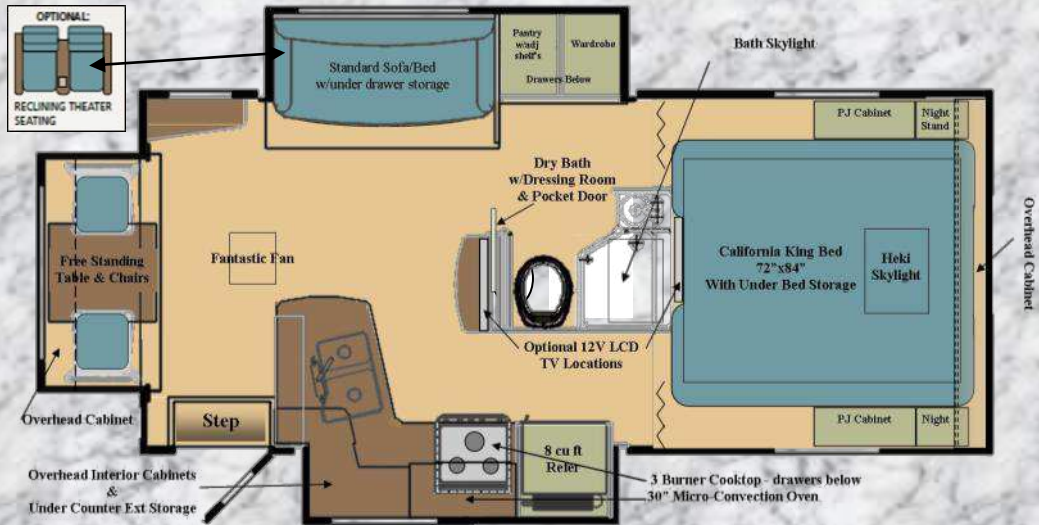 OPTIONAL:
RECLINING THEATER
SEATING
Standard Sofa/Bed
w/under drawer storage
Pantry
w/adj
shelf's
Wardrobe
Drawers Below
Bath Skylight
PJ Cabinet
Night
Stand
Dry Bath
w/Dressing Room
& Pocket Door
Overhead Cabinet
Free Standing
Table & Chairs
Fantastic Fan
California King Bed
72"x84"
With Under Bed Storage
Heki
Skylight
Optional 12V LCD
TV Locations
Overhead Cabinet
Step
PJ Cabinet
Night
8 cu ft
Refer
Overhead Interior Cabinets
&
Under Counter Ext Storage
3 Burner Cooktop - drawers below
30" Micro-Convection Oven